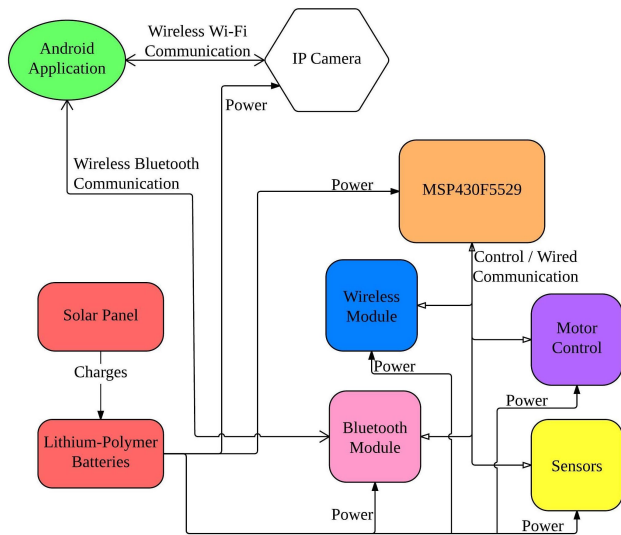 Android
Application
Wireless Wi-Fi
Communication
IP Camera
Power
Wireless Bluetooth
Communication
Power
MSP430F5529
Control / Wired
Communication
Solar Panel
Wireless
Module
Motor
Control
Charges
Power
Power
Lithium-Polymer
Batteries
Bluetooth
Module
Sensors
Power
Power